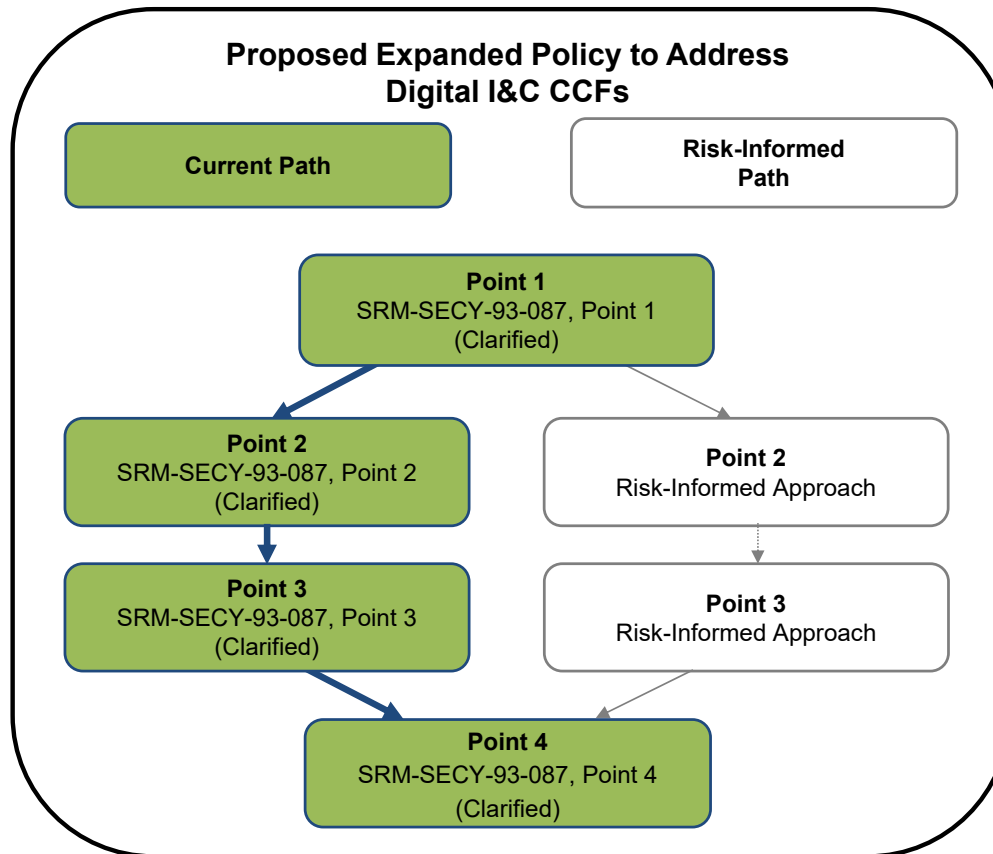 Proposed Expanded Policy to Address
Digital I&C CCFs
Current Path
Risk-Informed
Path
Point 1
SRM-SECY-93-087, Point 1
(Clarified)
Point 2
SRM-SECY-93-087, Point 2
(Clarified)
Point 2
Risk-Informed Approach
Point 3
SRM-SECY-93-087, Point 3
(Clarified)
Point 3
Risk-Informed Approach
Point 4
SRM-SECY-93-087, Point 4
(Clarified)